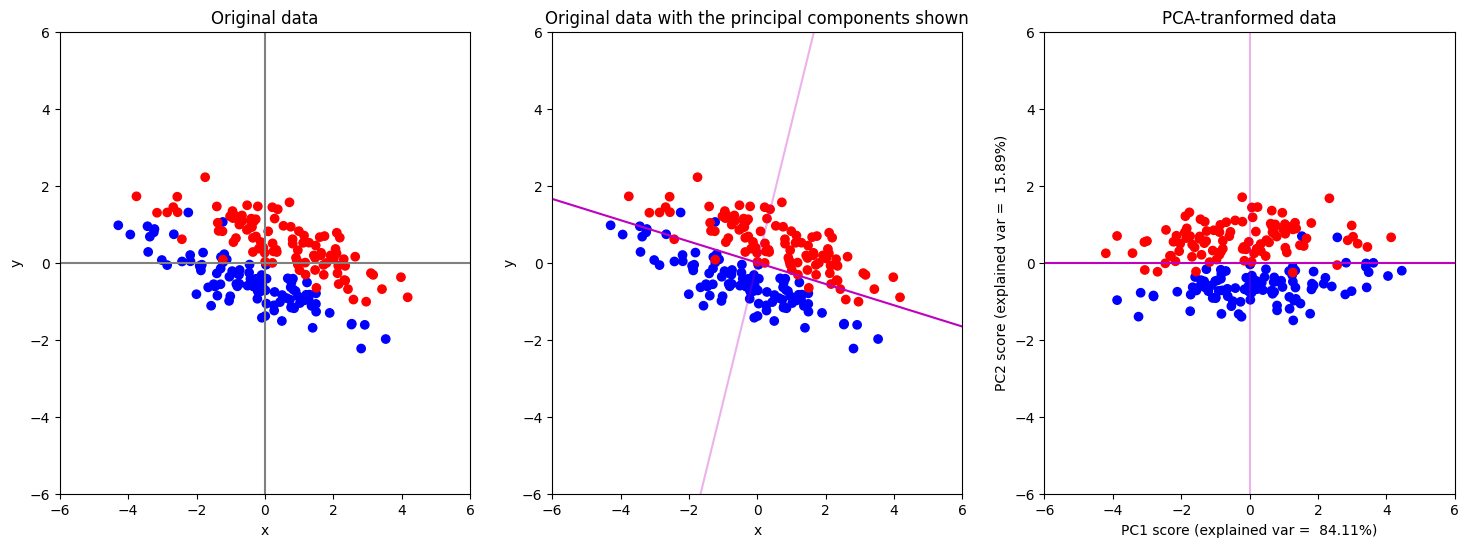 Original data
6
4
2
0
−2
−4
−6
y
−6 −4 −2 0 2 4 6
x
Original data with the principal components shown
6
4
2
0
−2
−4
−6
y
−6 −4 −2 0 2 4 6
x
PCA-tranformed data
6
4
2
0
−2
−4
−6
PC2 score (explained var =  15.89%)
−6 −4 −2 0 2 4 6
PC1 score (explained var =  84.11%)